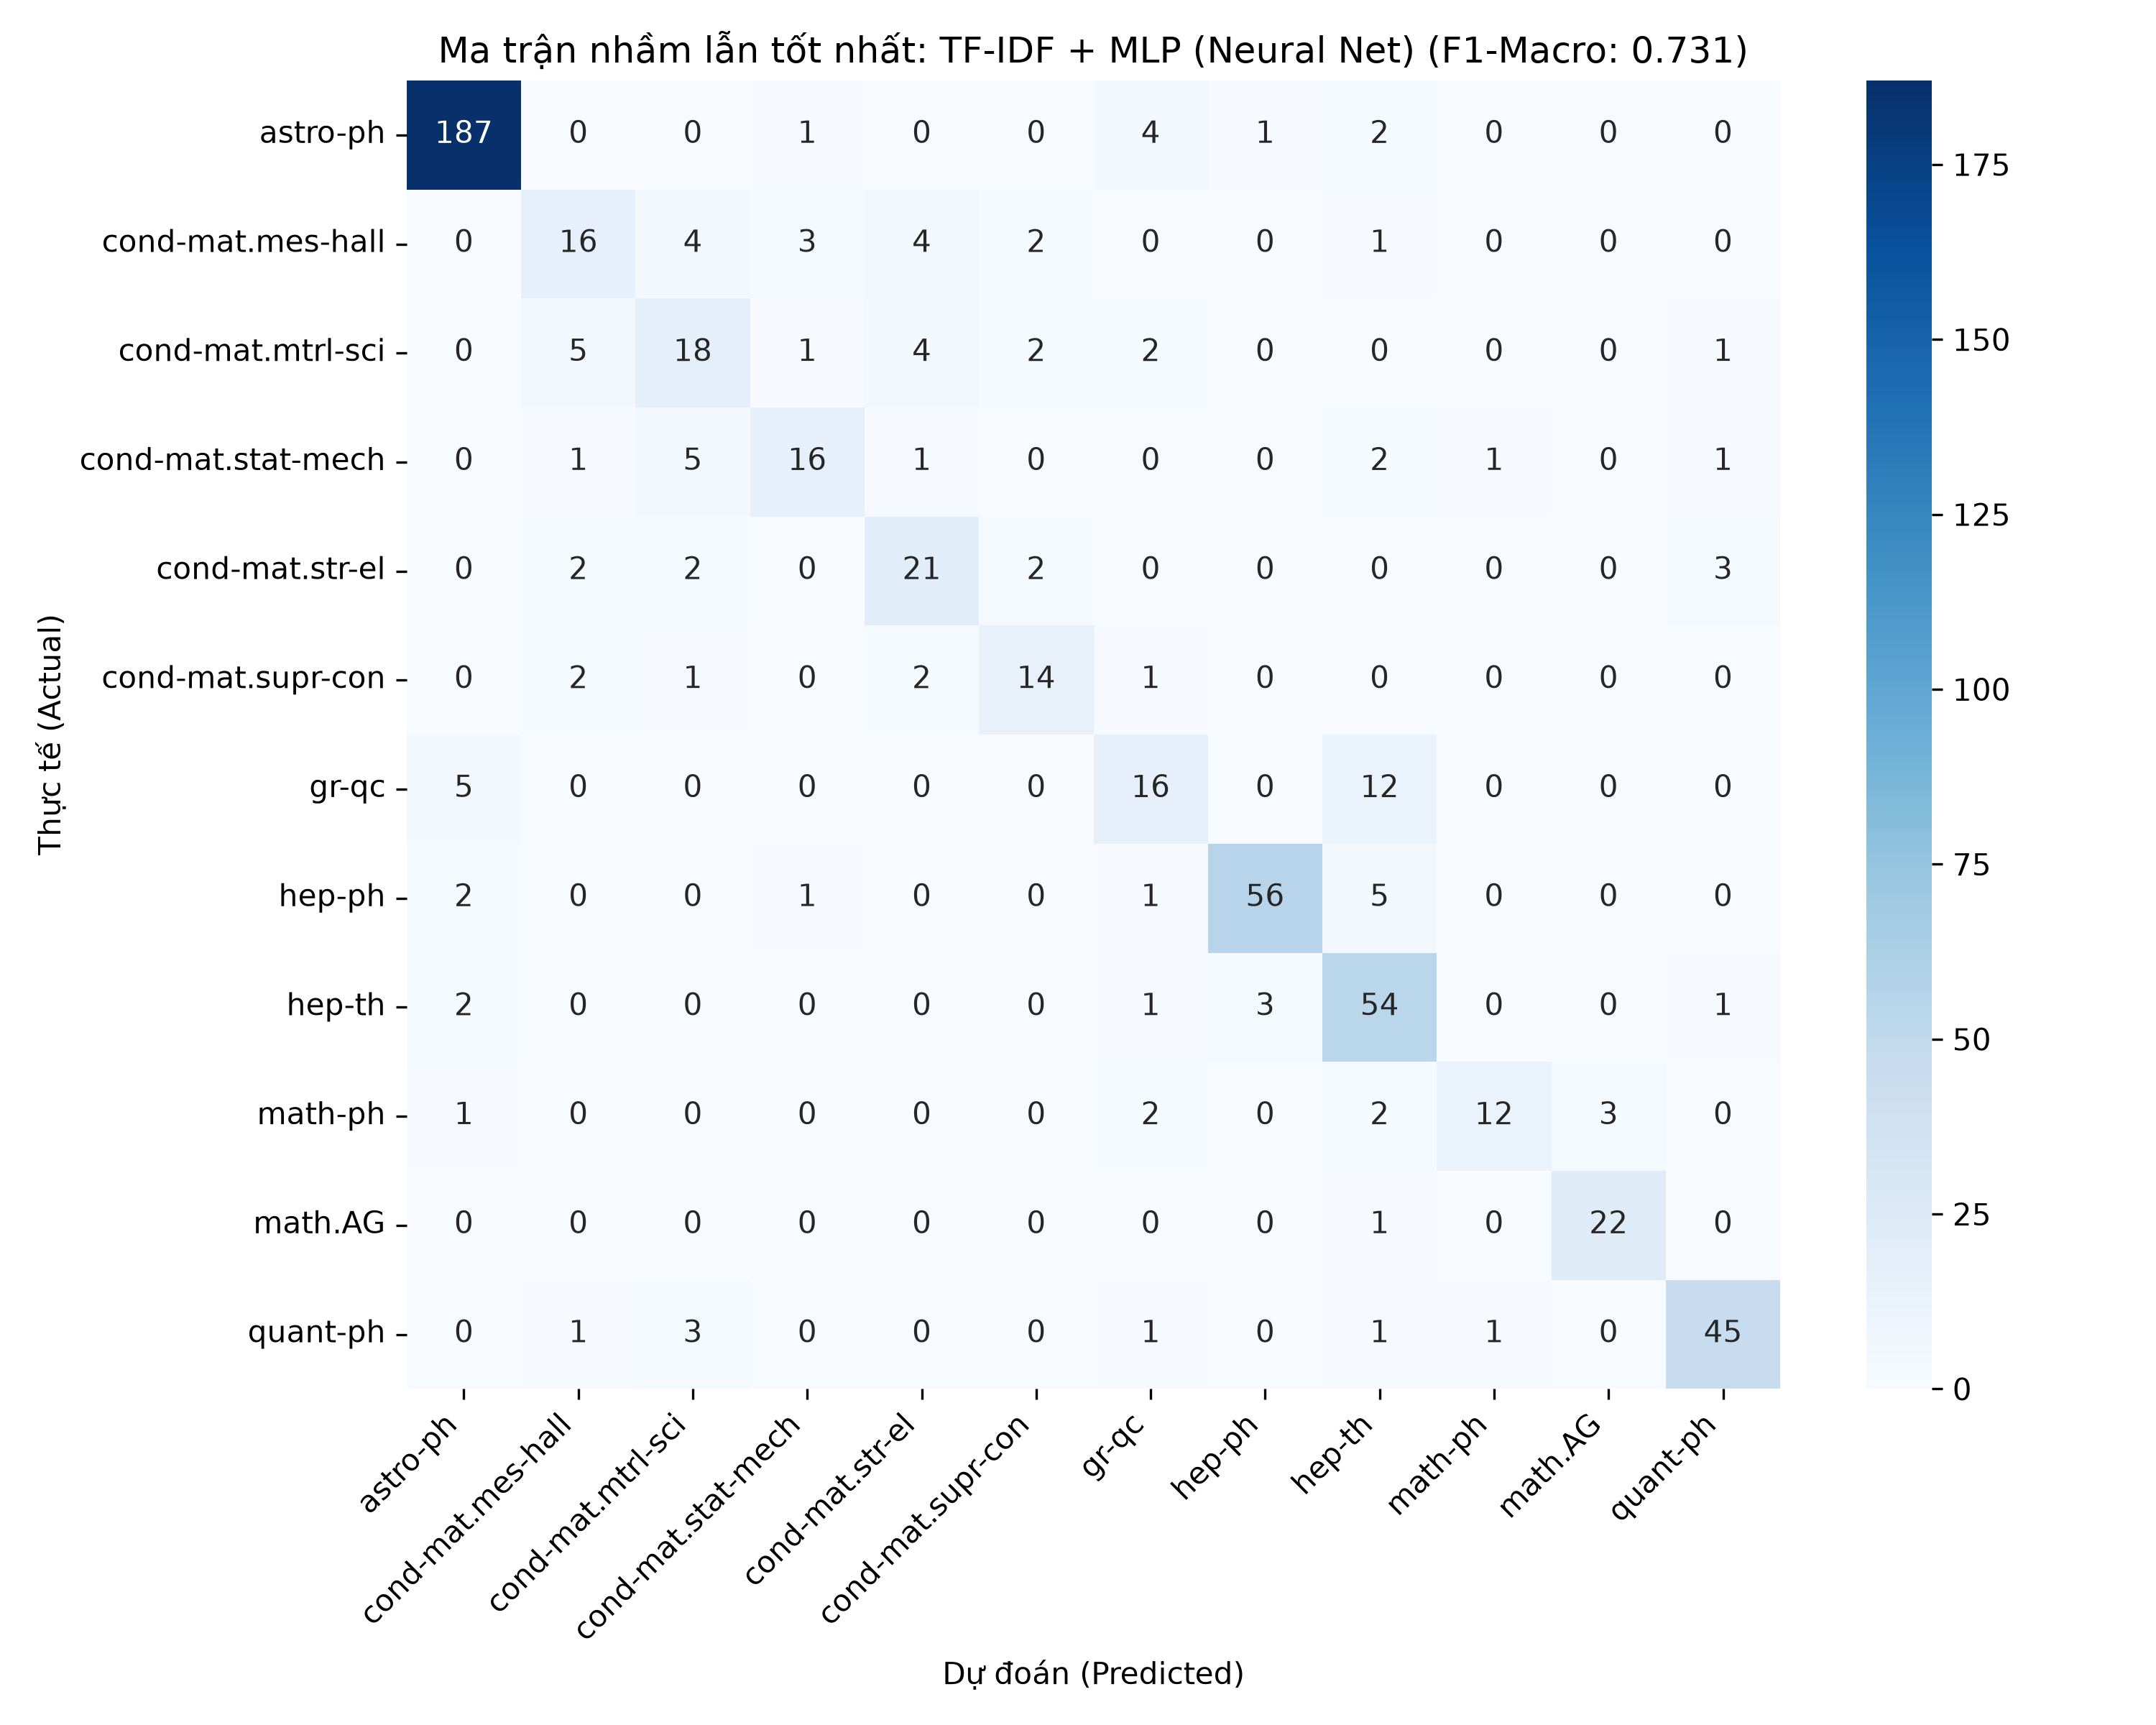 Ma trận nhầm lẫn tốt nhất: TF-IDF + MLP (Neural Net) (F1-Macro: 0.731)
astro-ph 187 0 0 1 0 0 4 1 2 0 0 0
cond-mat.mes-hall 0 16 4 3 4 2 0 0 1 0 0 0
cond-mat.mtrl-sci 0 5 18 1 4 2 2 0 0 0 0 1
cond-mat.stat-mech 0 1 5 16 1 0 0 0 2 1 0 1
cond-mat.str-el 0 2 2 0 21 2 0 0 0 0 0 3
cond-mat.supr-con 0 2 1 0 2 14 1 0 0 0 0 0
gr-qc 5 0 0 0 0 0 16 0 12 0 0 0
hep-ph 2 0 0 1 0 0 1 56 5 0 0 0
hep-th 2 0 0 0 0 0 1 3 54 0 0 1
math-ph 1 0 0 0 0 0 2 0 2 12 3 0
math.AG 0 0 0 0 0 0 0 0 1 0 22 0
quant-ph 0 1 3 0 0 0 1 0 1 1 0 45
Thực tế (Actual)
astro-ph
cond-mat.mes-hall
cond-mat.mtrl-sci
cond-mat.stat-mech
cond-mat.str-el
cond-mat.supr-con
gr-qc
hep-ph
hep-th
math-ph
math.AG
quant-ph
Dự đoán (Predicted)
175
150
125
100
75
50
25
0